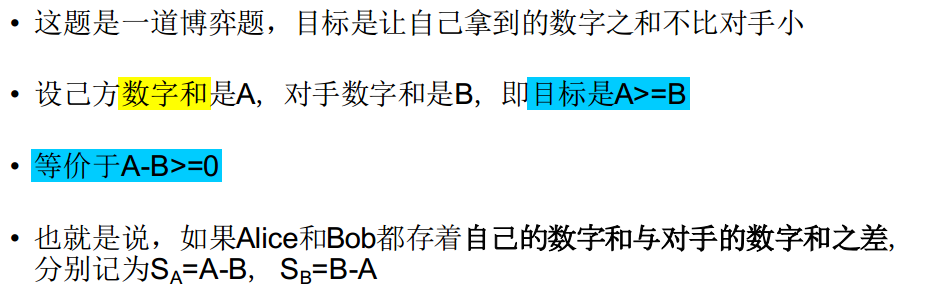 • 这题是一道博弈题，目标是让自己拿到的数字之和不比对手小
• 设己方数字和是A，对手数字和是B，即目标是A>=B
• 等价于A-B>=0
• 也就是说，如果Alice和Bob都存着自己的数字和与对手的数字和之差,
分别记为S_A=A-B， S_B=B-A